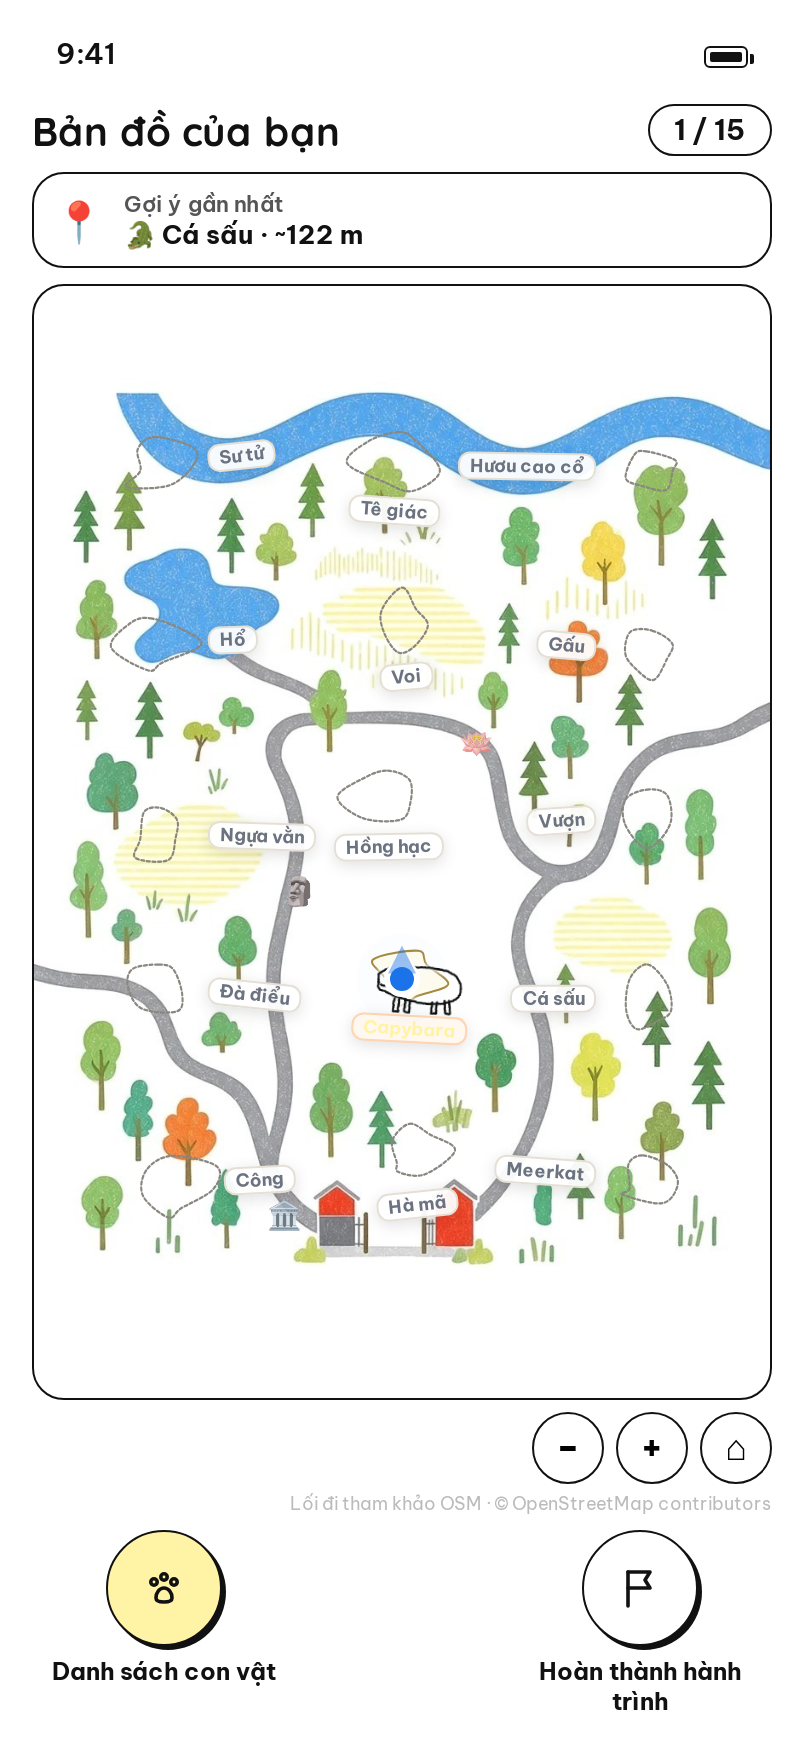 9:41
Bản đồ của bạn
1 / 15
Gợi ý gần nhất
Cá sấu · ~122 m
Sư tử
Hươu cao cổ
Tê giác
Hổ
Gấu
Voi
Vượn
Ngựa vằn
Hồng hạc
Đà điểu
Cá sấu
Capybara
Meerkat
Công
Hà mã
Lối đi tham khảo OSM · © OpenStreetMap contributors
Danh sách con vật
Hoàn thành hành
trình